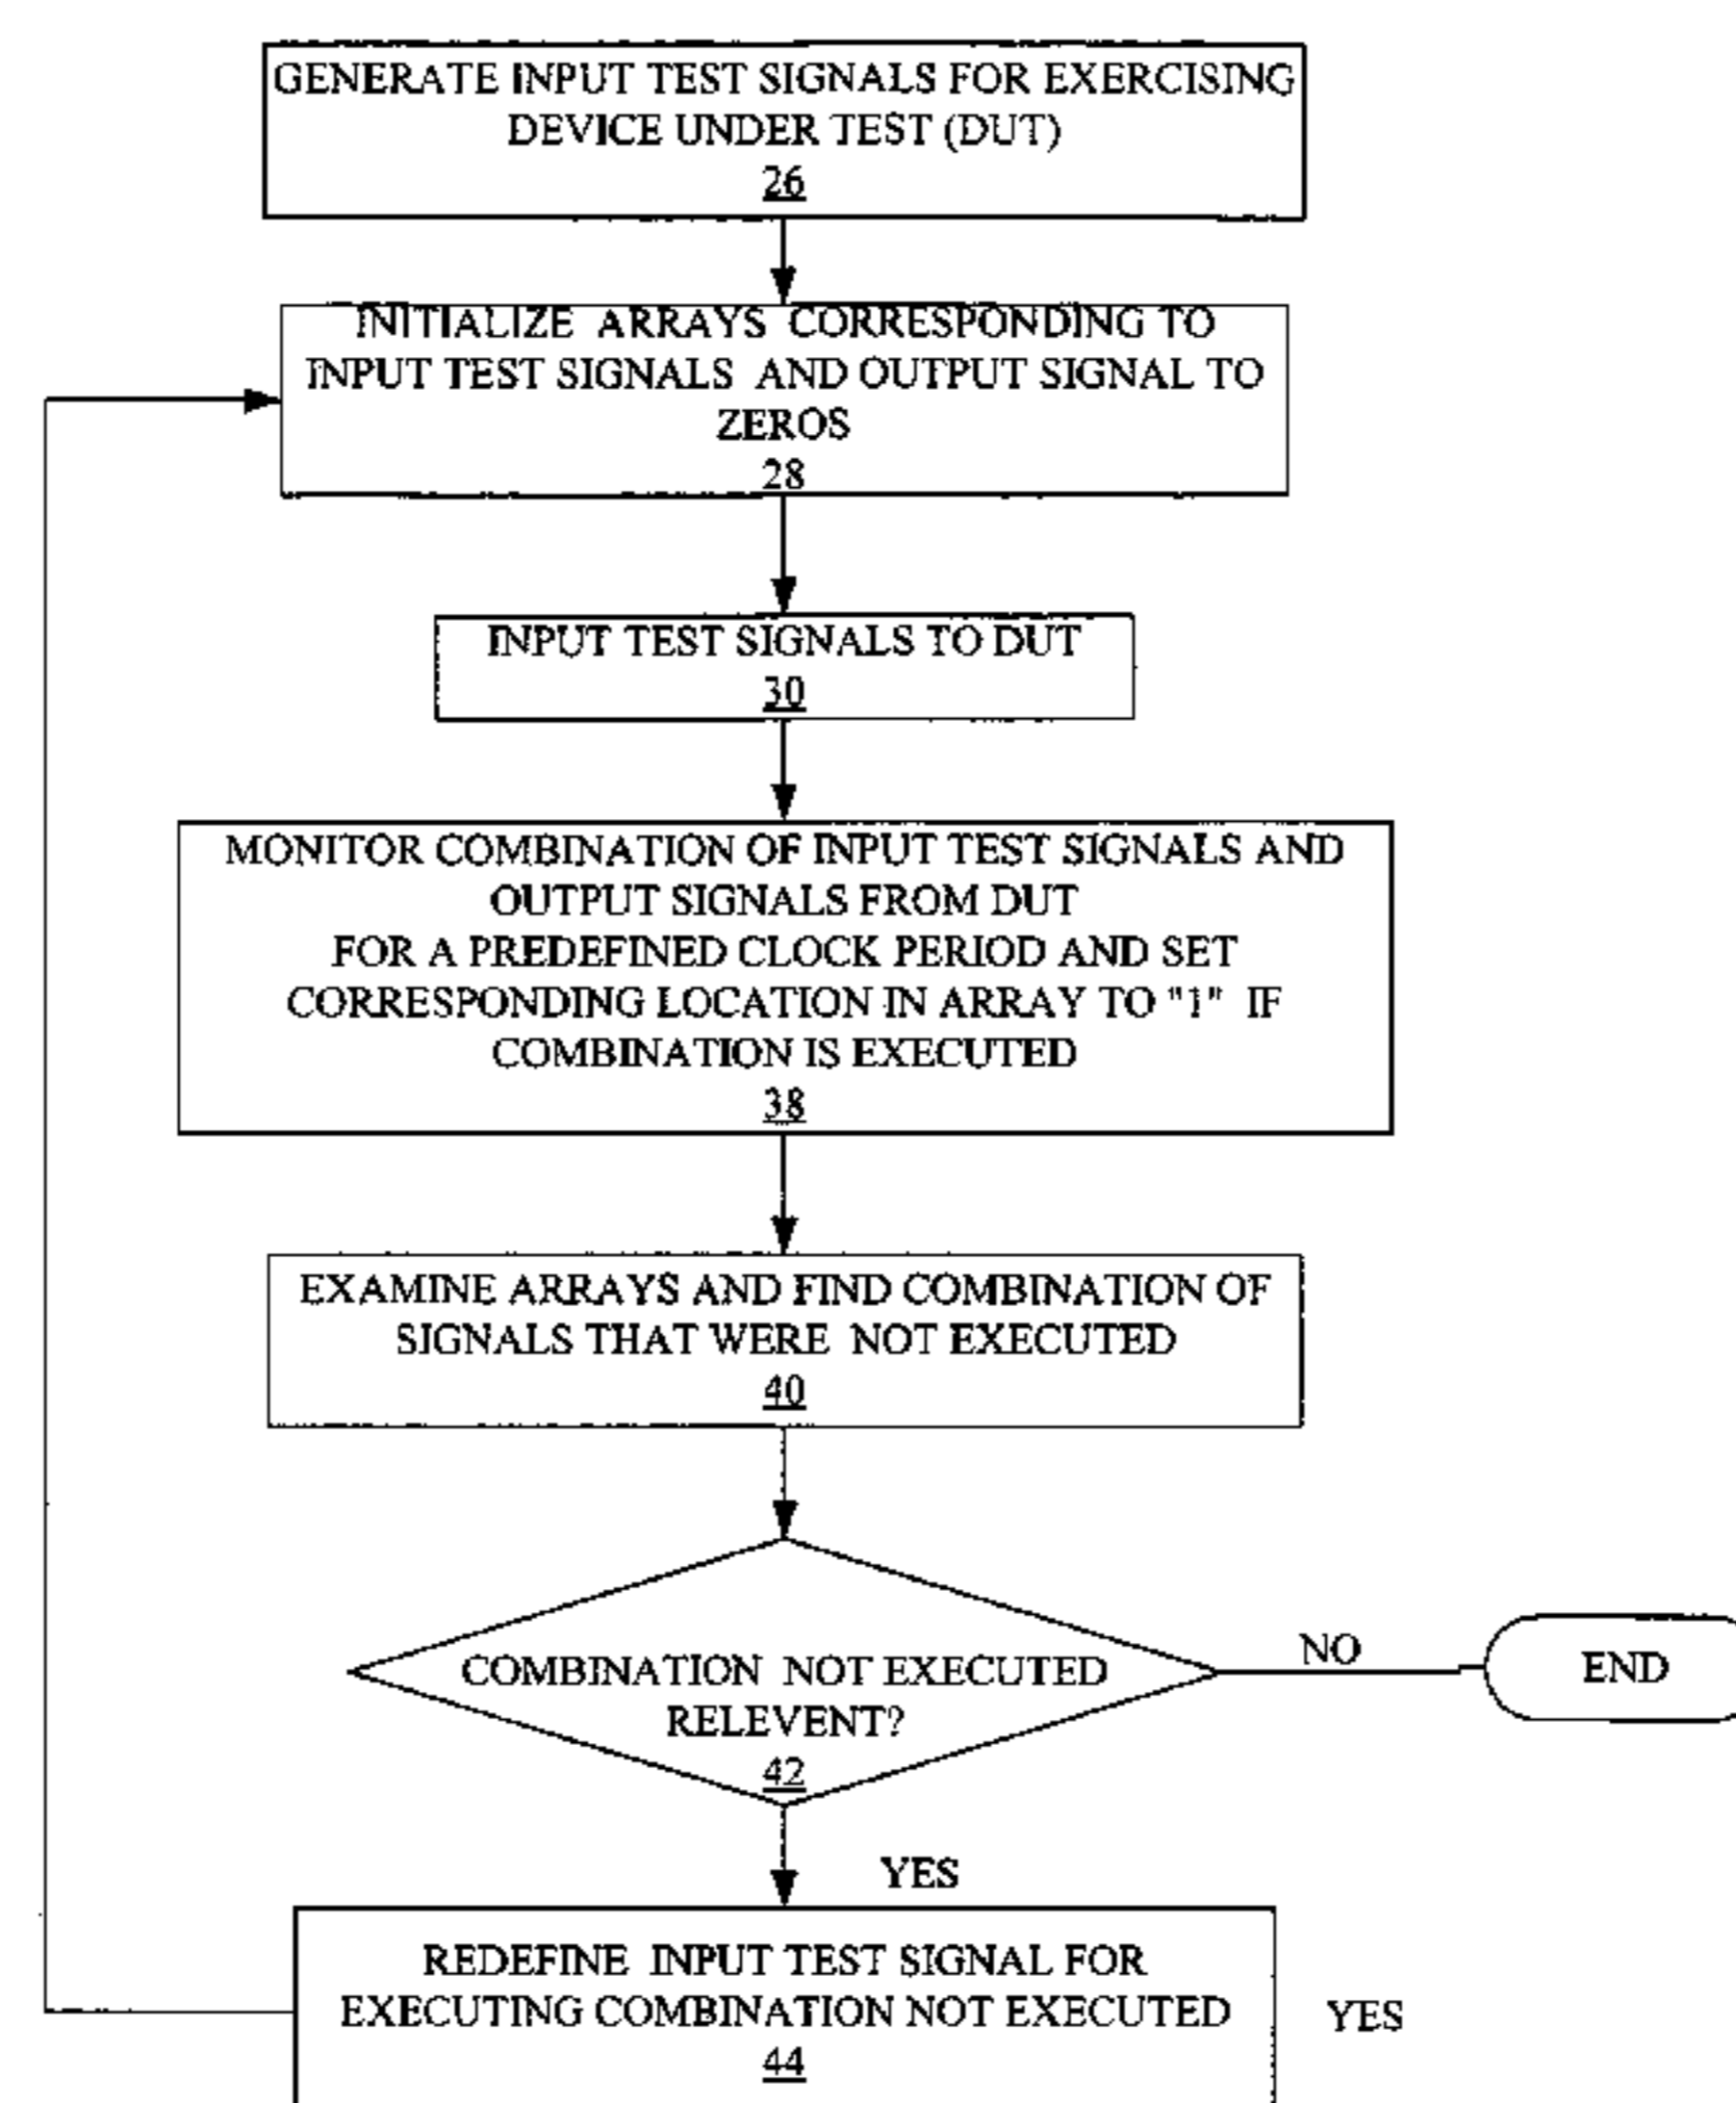 GENERATE INPUT TEST SIGNALS FOR EXERCISING
DEVICE UNDER TEST (DUT)
26
INITIALIZE ARRAYS CORRESPONDING TO
INPUT TEST SIGNALS AND OUTPUT SIGNAL TO
ZEROS
28
INPUT TEST SIGNALS TO DUT
30
MONITOR COMBINATION OF INPUT TEST SIGNALS AND
OUTPUT SIGNALS FROM DUT
FOR A PREDEFINED CLOCK PERIOD AND SET
CORRESPONDING LOCATION IN ARRAY TO "1" IF
COMBINATION IS EXECUTED
38
EXAMINE ARRAYS AND FIND COMBINATION OF
SIGNALS THAT WERE NOT EXECUTED
40
COMBINATION NOT EXECUTED
RELEVENT?
42
NO
END
YES
REDEFINE INPUT TEST SIGNAL FOR
EXECUTING COMBINATION NOT EXECUTED
44
YES